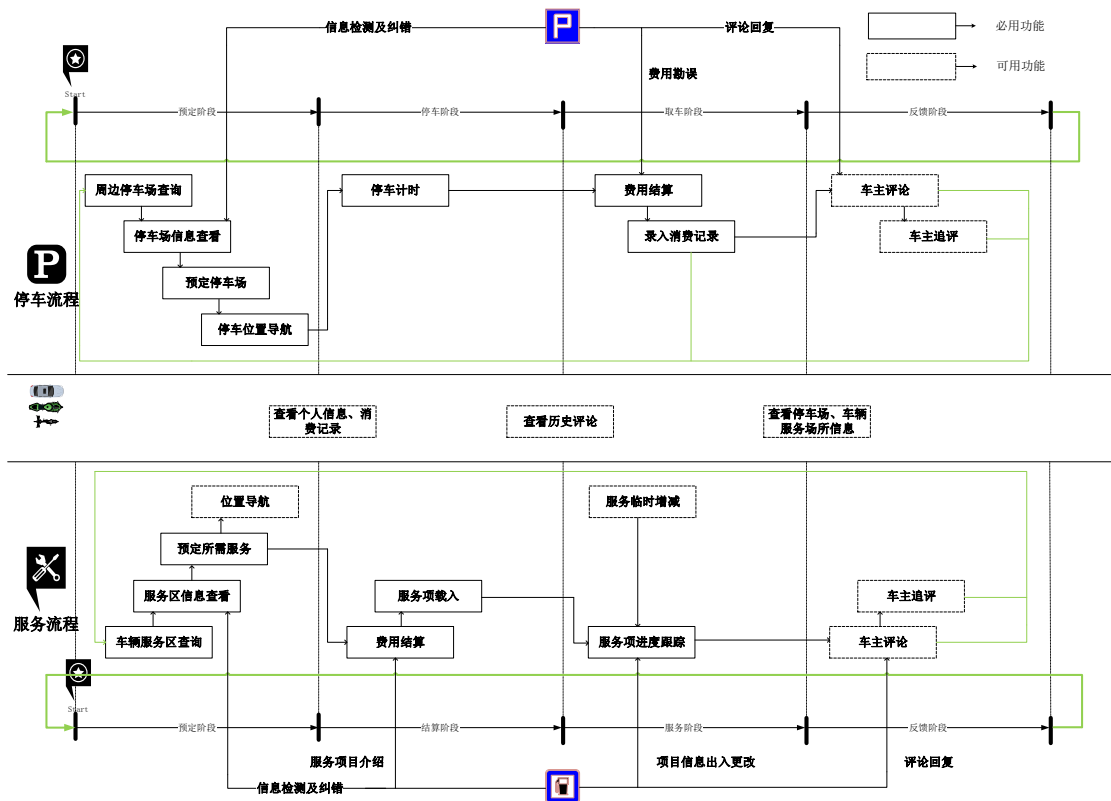 信息检测及纠错
P
评论回复
必用功能
可用功能
费用勘误
Start
预定阶段
停车阶段
取车阶段
反馈阶段
周边停车场查询
停车计时
费用结算
车主评论
停车场信息查看
录入消费记录
车主追评
P
预定停车场
停车流程
停车位置导航
查看个人信息、消
费记录
查看历史评论
查看停车场、车辆
服务场所信息
位置导航
服务临时增减
预定所需服务
服务区信息查看
服务项载入
车主追评
服务流程
车辆服务区查询
费用结算
服务项进度跟踪
车主评论
Start
预定阶段
结算阶段
服务阶段
反馈阶段
服务项目介绍
项目信息出入更改
评论回复
信息检测及纠错